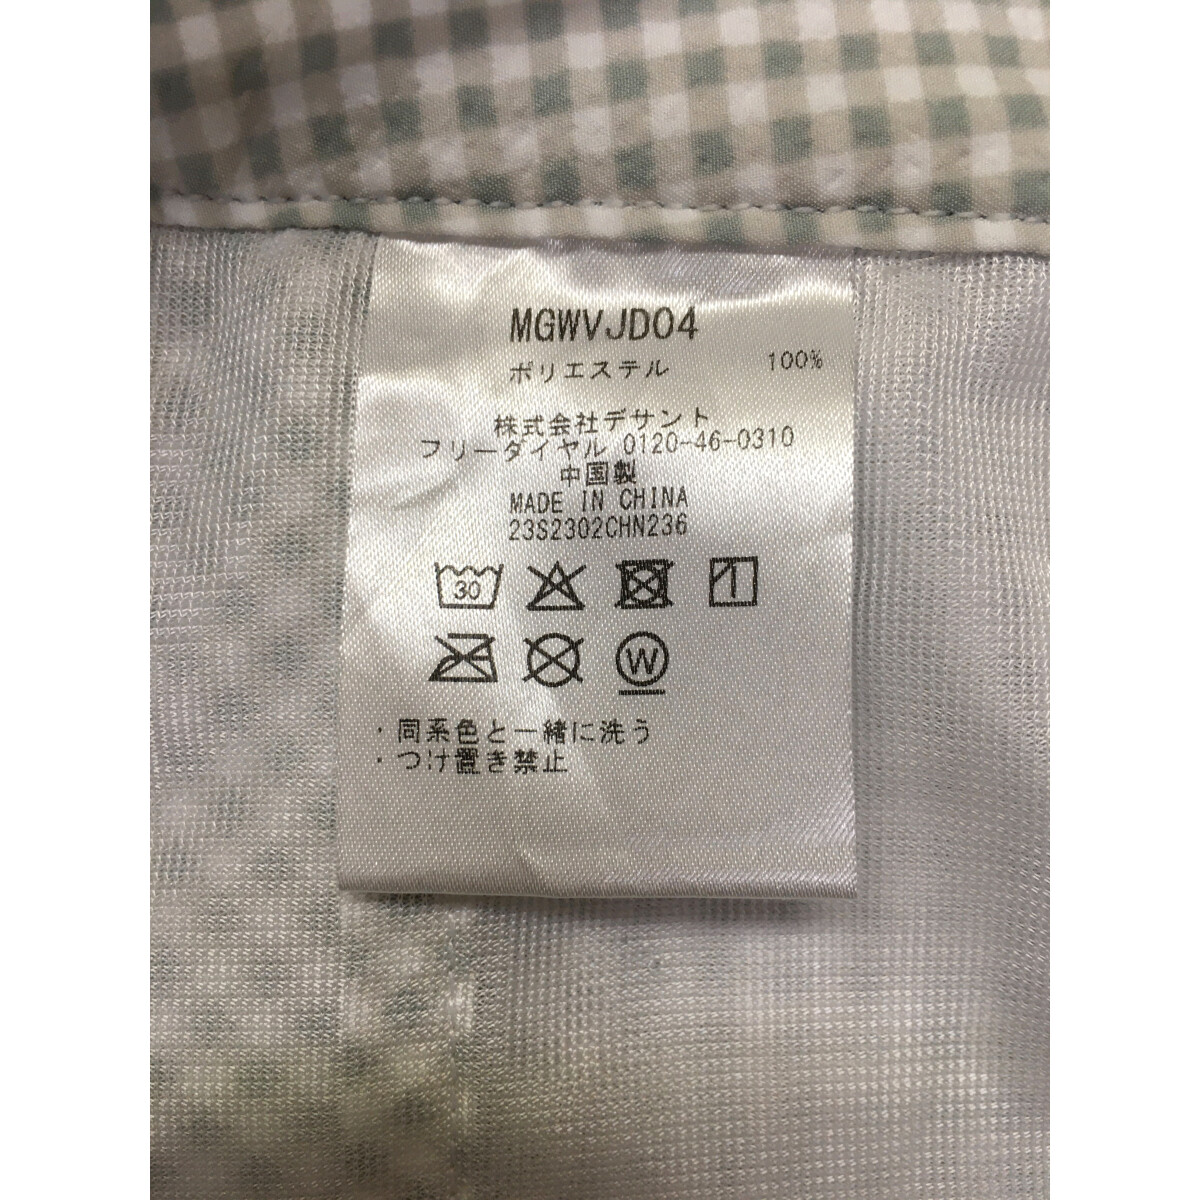 MGWVJD04
ポリエステル 100%
株式会社デサント
フリーダイヤル 0120-46-0310
中国製
MADE IN CHINA
23S2302CHN236
30
W
・同系色と一緒に洗う
・つけ置き禁止